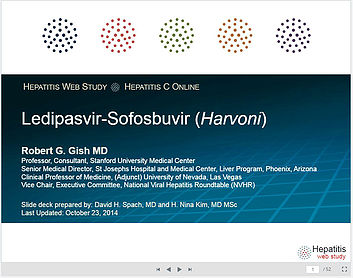 HEPATITIS WEB STUDY HEPATITIS C ONLINE
Ledipasvir-Sofosbuvir (Harvoni)
Robert G. Gish MD
Professor, Consultant, Stanford University Medical Center
Senior Medical Director, St Josephs Hospital and Medical Center, Liver Program, Phoenix, Arizona
Clinical Professor of Medicine, (Adjunct) University of Nevada, Las Vegas
Vice Chair, Executive Committee, National Viral Hepatitis Roundtable (NVHR)
Slide deck prepared by: David H. Spach, MD and H. Nina Kim, MD MSc
Last Updated: October 23, 2014
Hepatitis
web study
1 / 52